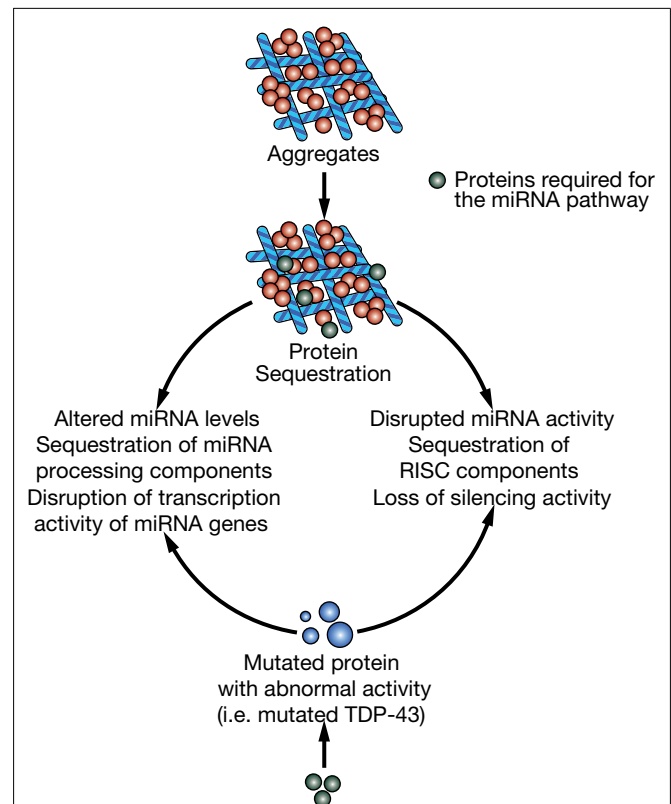 Aggregates
Proteins required for
the miRNA pathway
Protein
Sequestration
Altered miRNA levels
Sequestration of miRNA
processing components
Disruption of transcription
activity of miRNA genes
Disrupted miRNA activity
Sequestration of
RISC components
Loss of silencing activity
Mutated protein
with abnormal activity
(i.e. mutated TDP-43)